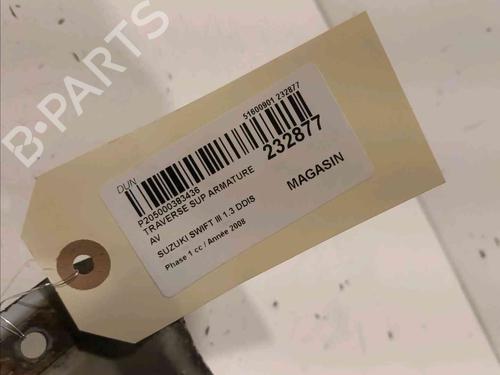 B-PARTS
51600801 232877
DUN
232877
P205000383436
TRAVERSE SUP ARMATURE
AV
MAGASIN
SUZUKI SWIFT III 1.3 DDIS
Phase 1 cc / Année 2008